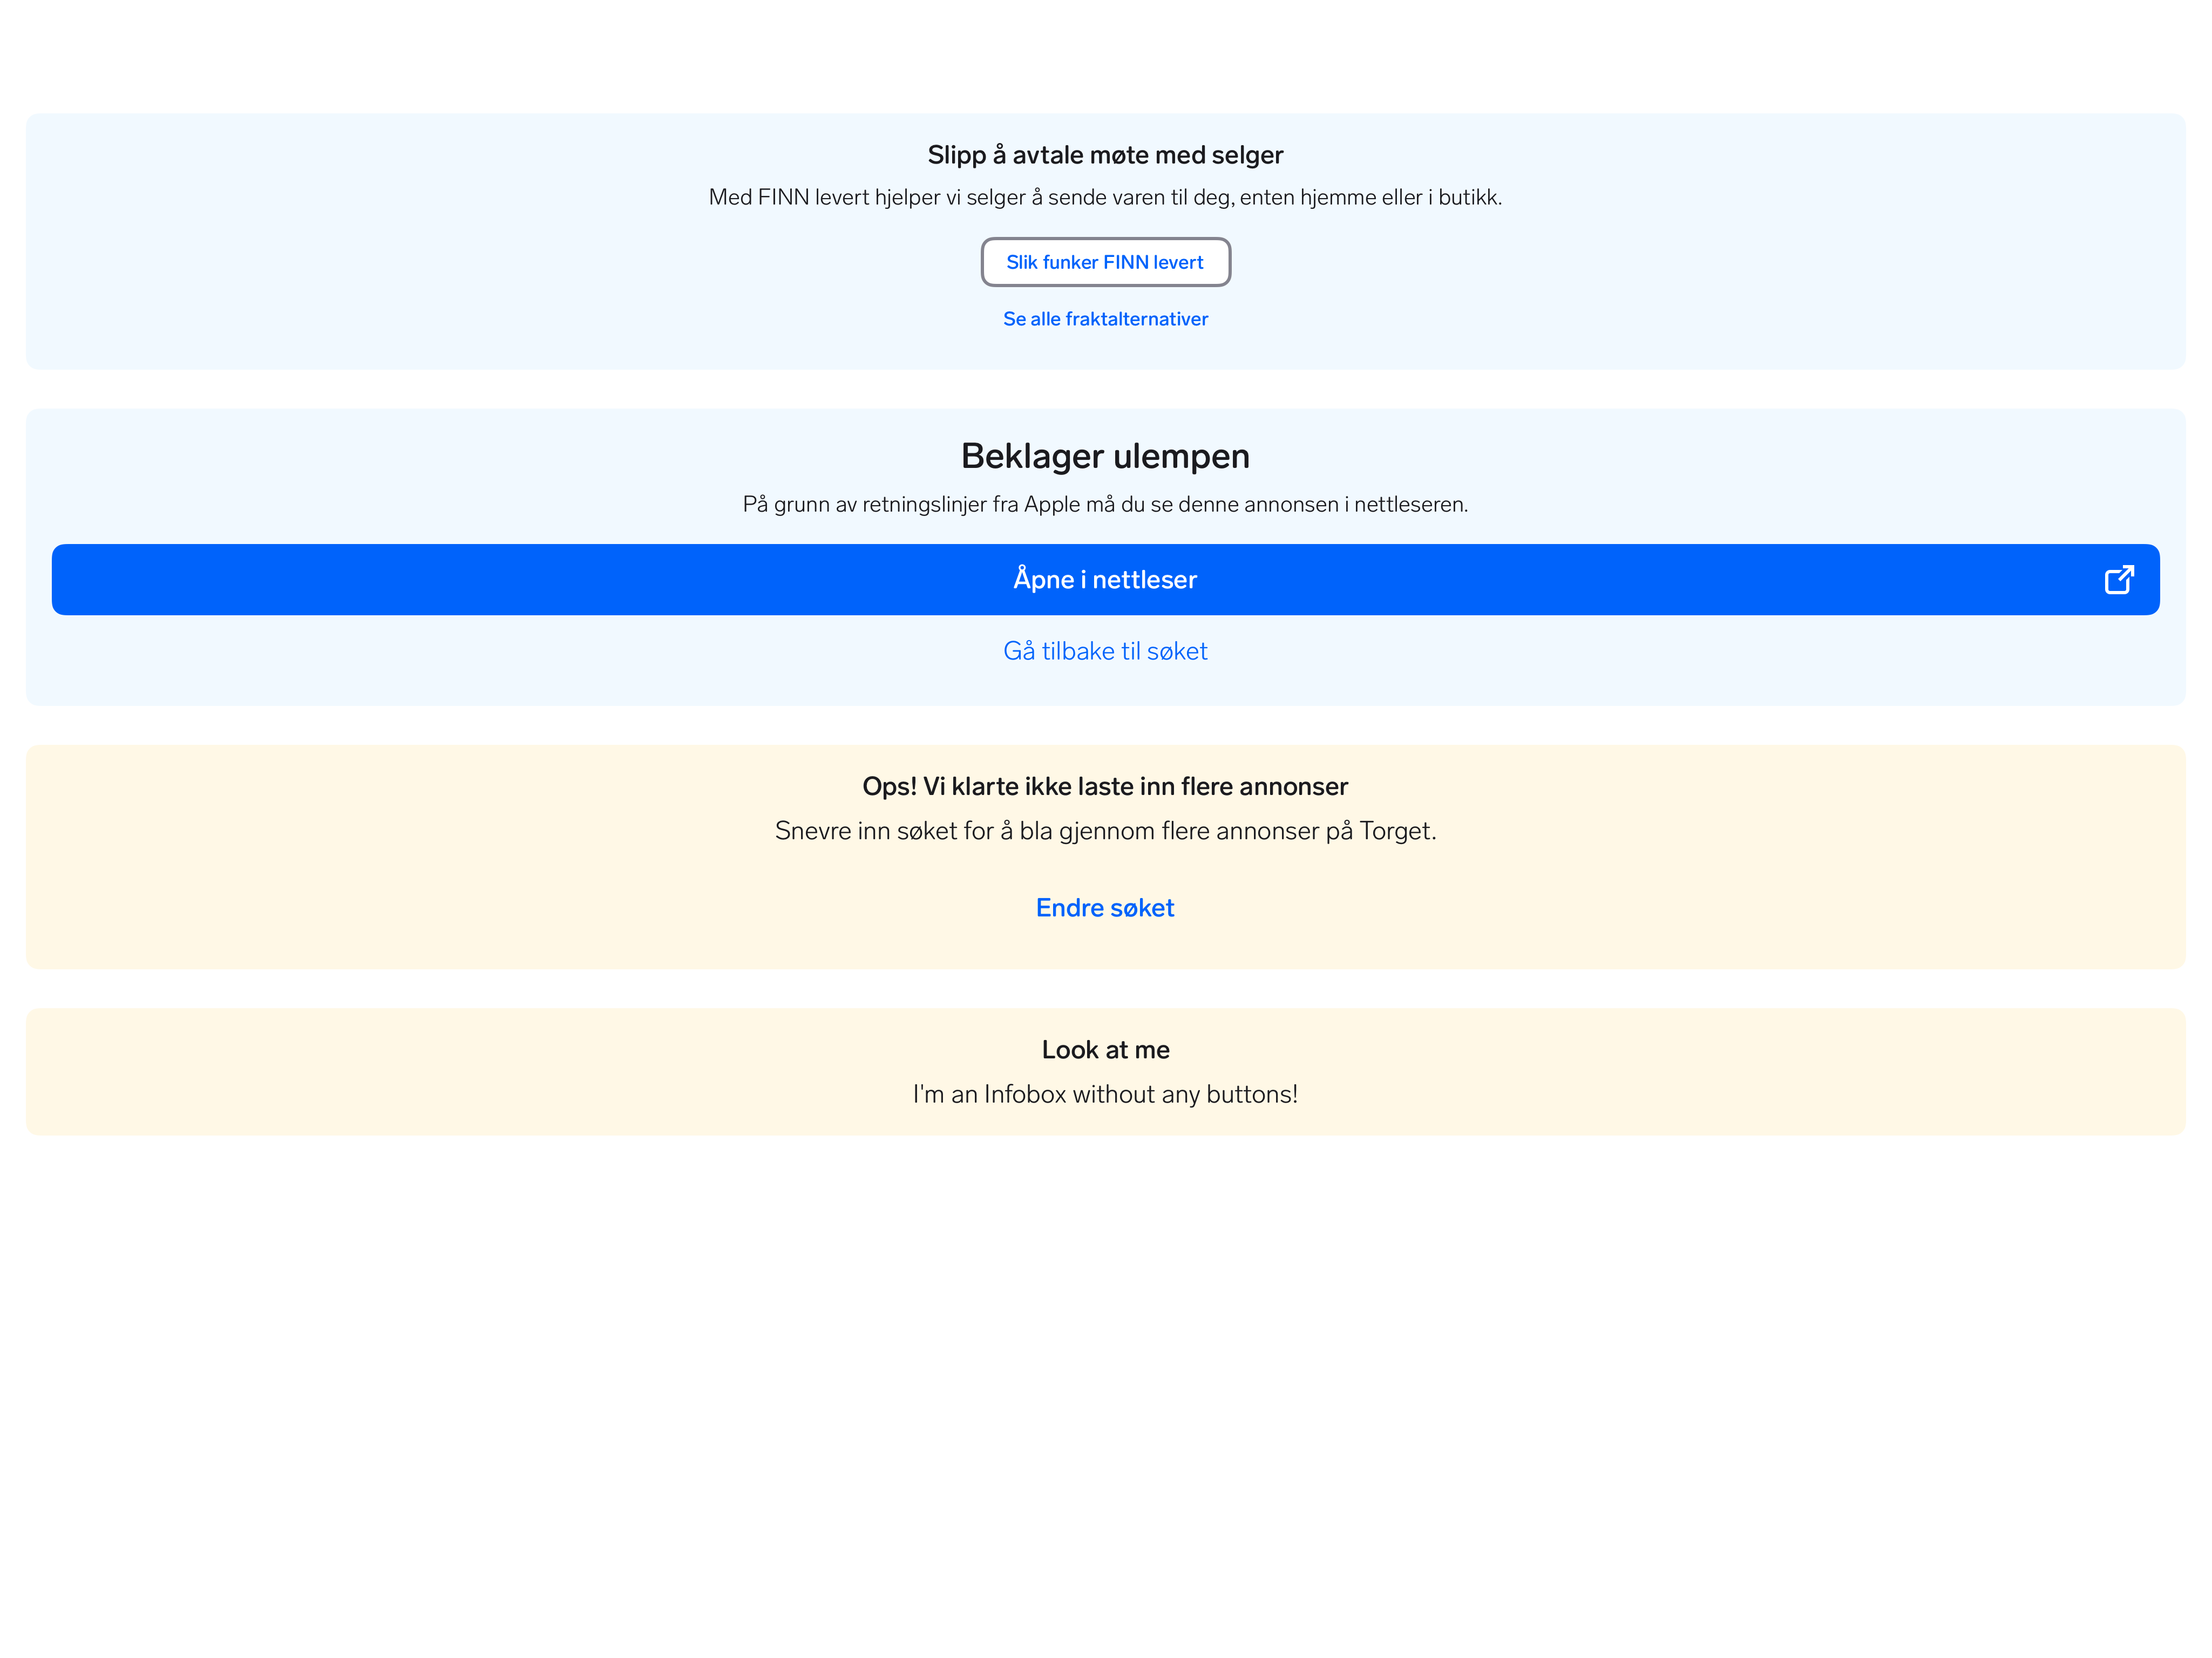 Slipp å avtale møte med selger
Med FINN levert hjelper vi selger å sende varen til deg, enten hjemme eller i butikk.
Slik funker FINN levert
Se alle fraktalternativer
Beklager ulempen
På grunn av retningslinjer fra Apple må du se denne annonsen i nettleseren.
Åpne i nettleser
Gå tilbake til søket
Ops! Vi klarte ikke laste inn flere annonser
Snevre inn søket for å bla gjennom flere annonser på Torget.
Endre søket
Look at me
I'm an Infobox without any buttons!